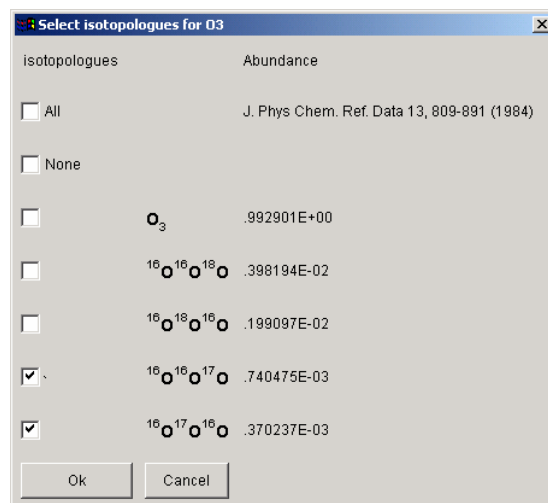 Select isotopologues for O3
isotopologues Abundance
All J. Phys Chem. Ref. Data 13, 809-891 (1984)
None
O₃ .992901E+00
¹⁶O¹⁶O¹⁸O .398194E-02
¹⁶O¹⁸O¹⁶O .199097E-02
¹⁶O¹⁶O¹⁷O .740475E-03
¹⁶O¹⁷O¹⁶O .370237E-03
Ok Cancel